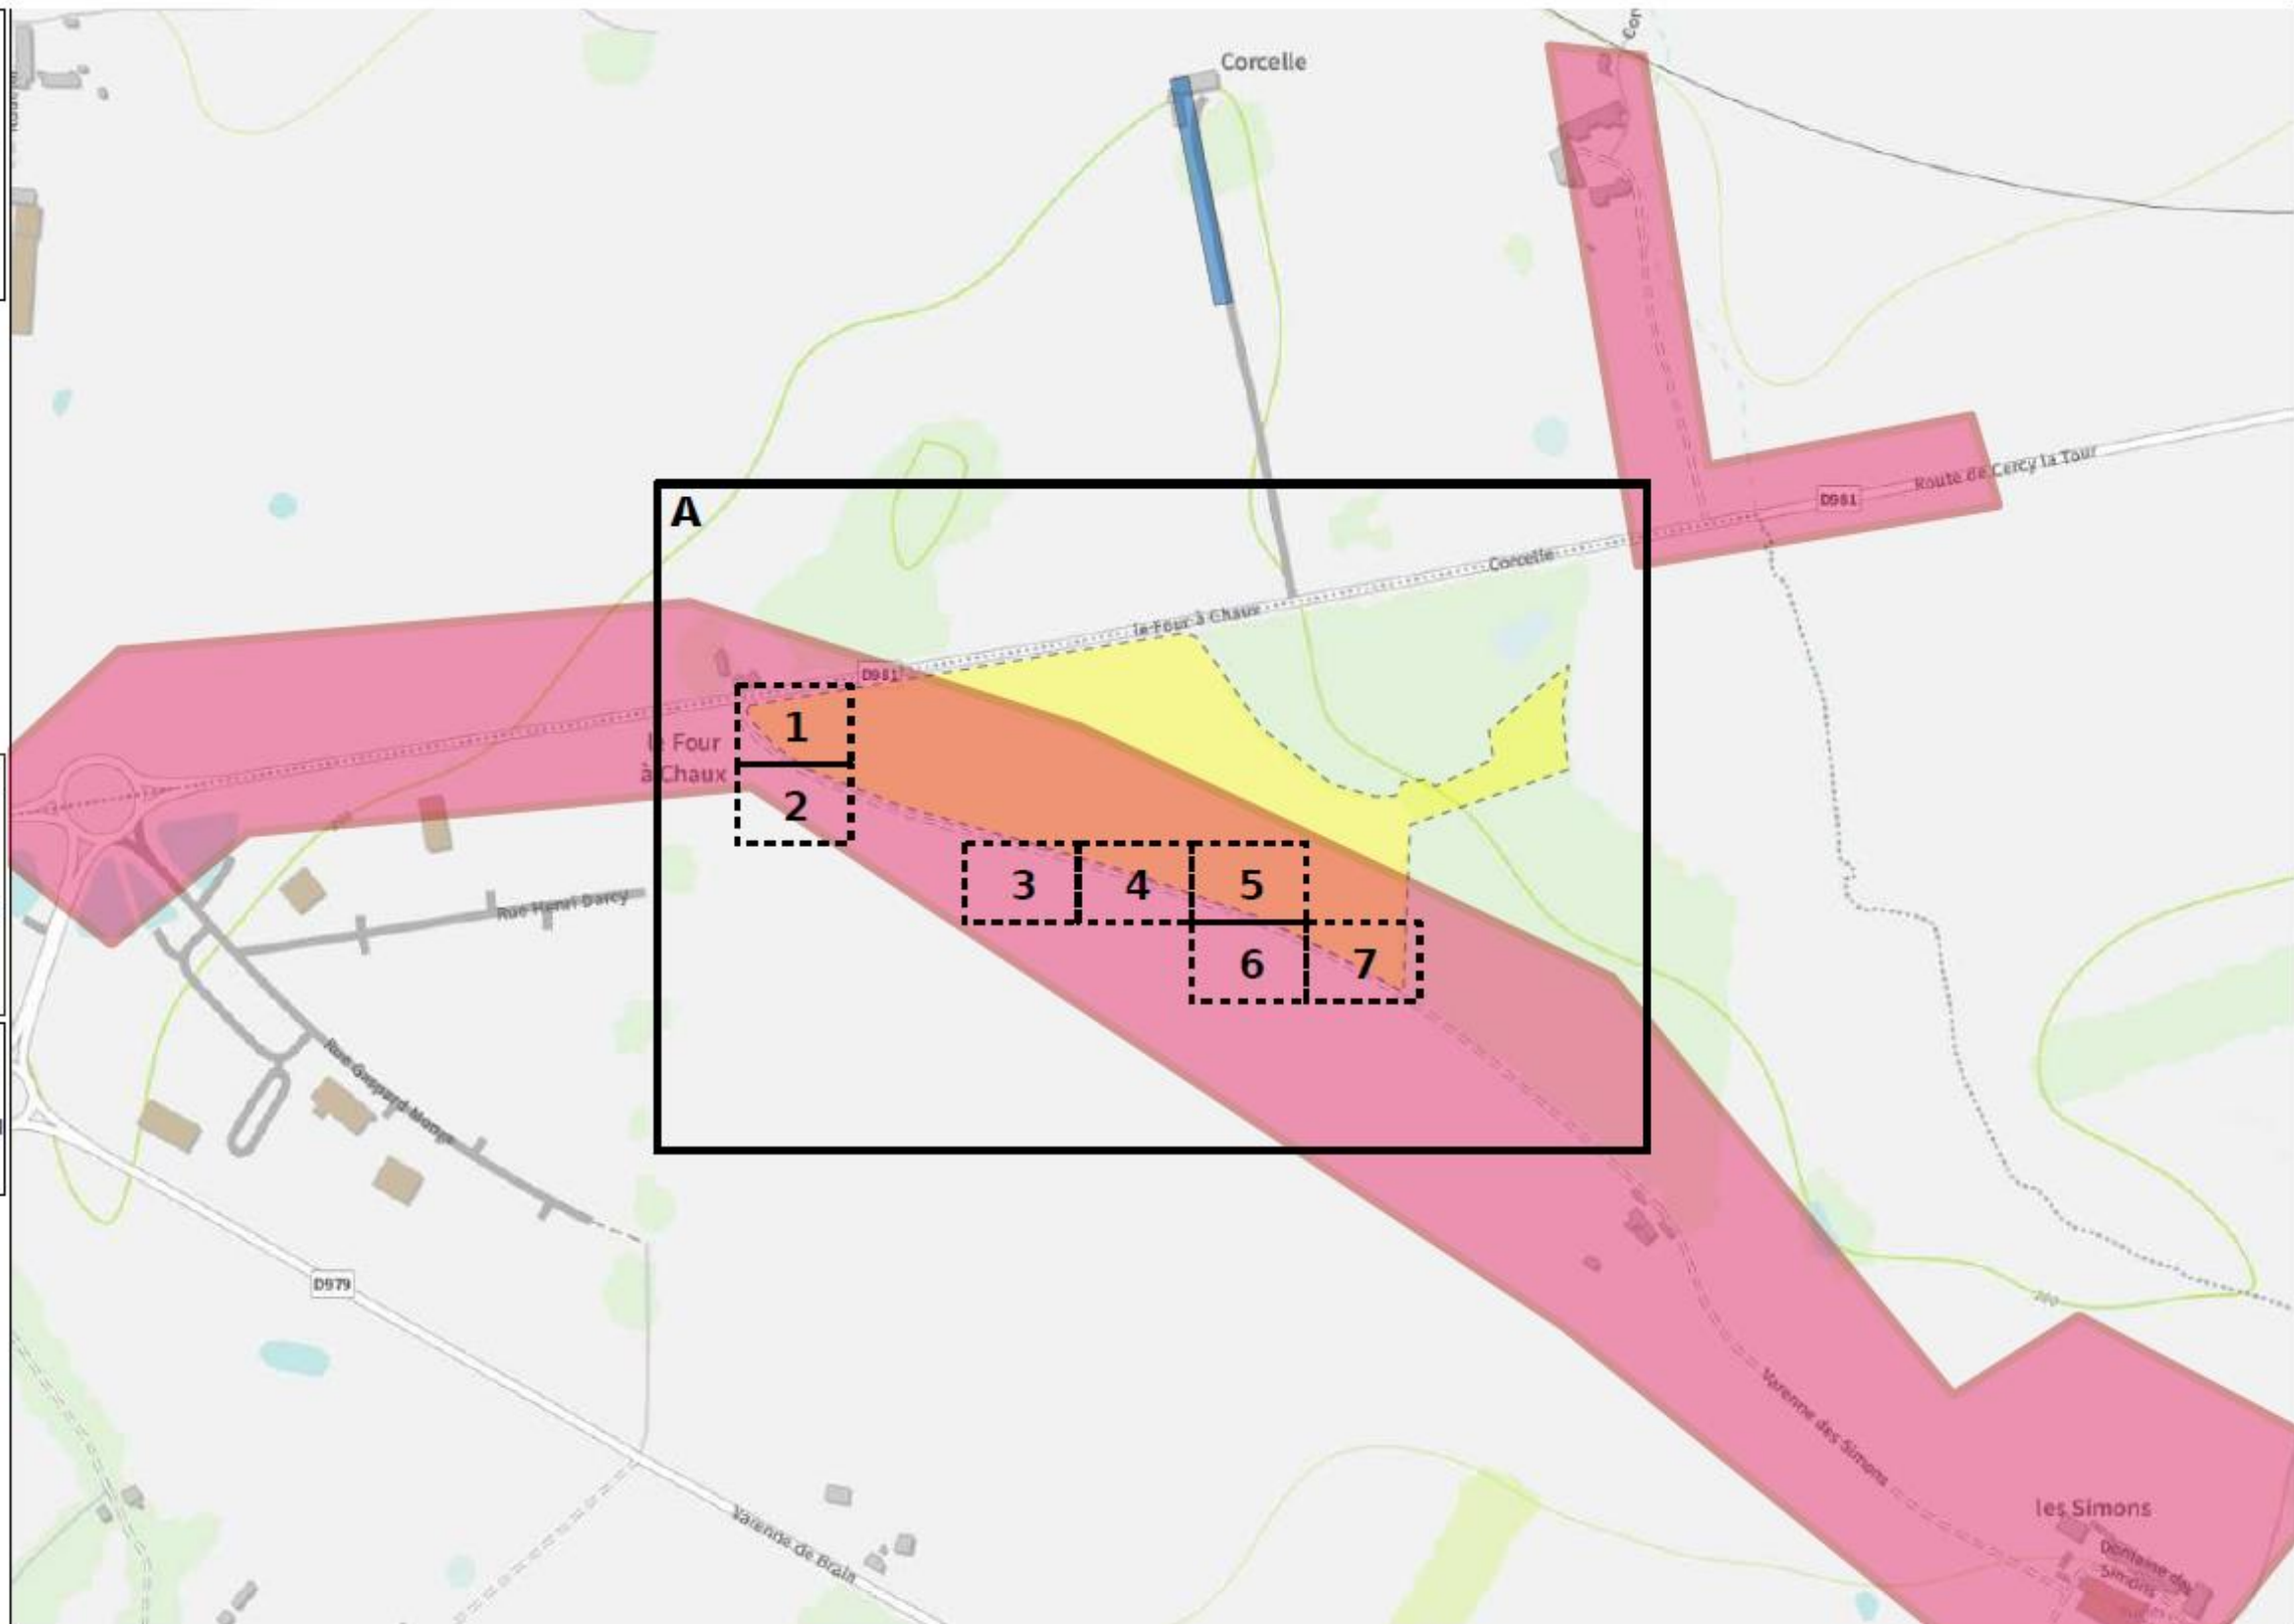 Corcelle
Cor
A
Route de Cercy la Tour
D981
Corcelle
le Four à Chaux
D981
1
le Four
à Chaux
2
3
4
5
6
7
Rue Henri Darcy
Rue Gaspard Monge
D979
Varenne de Brain
200
Varenne des Simons
les Simons
Domaine des
Simons